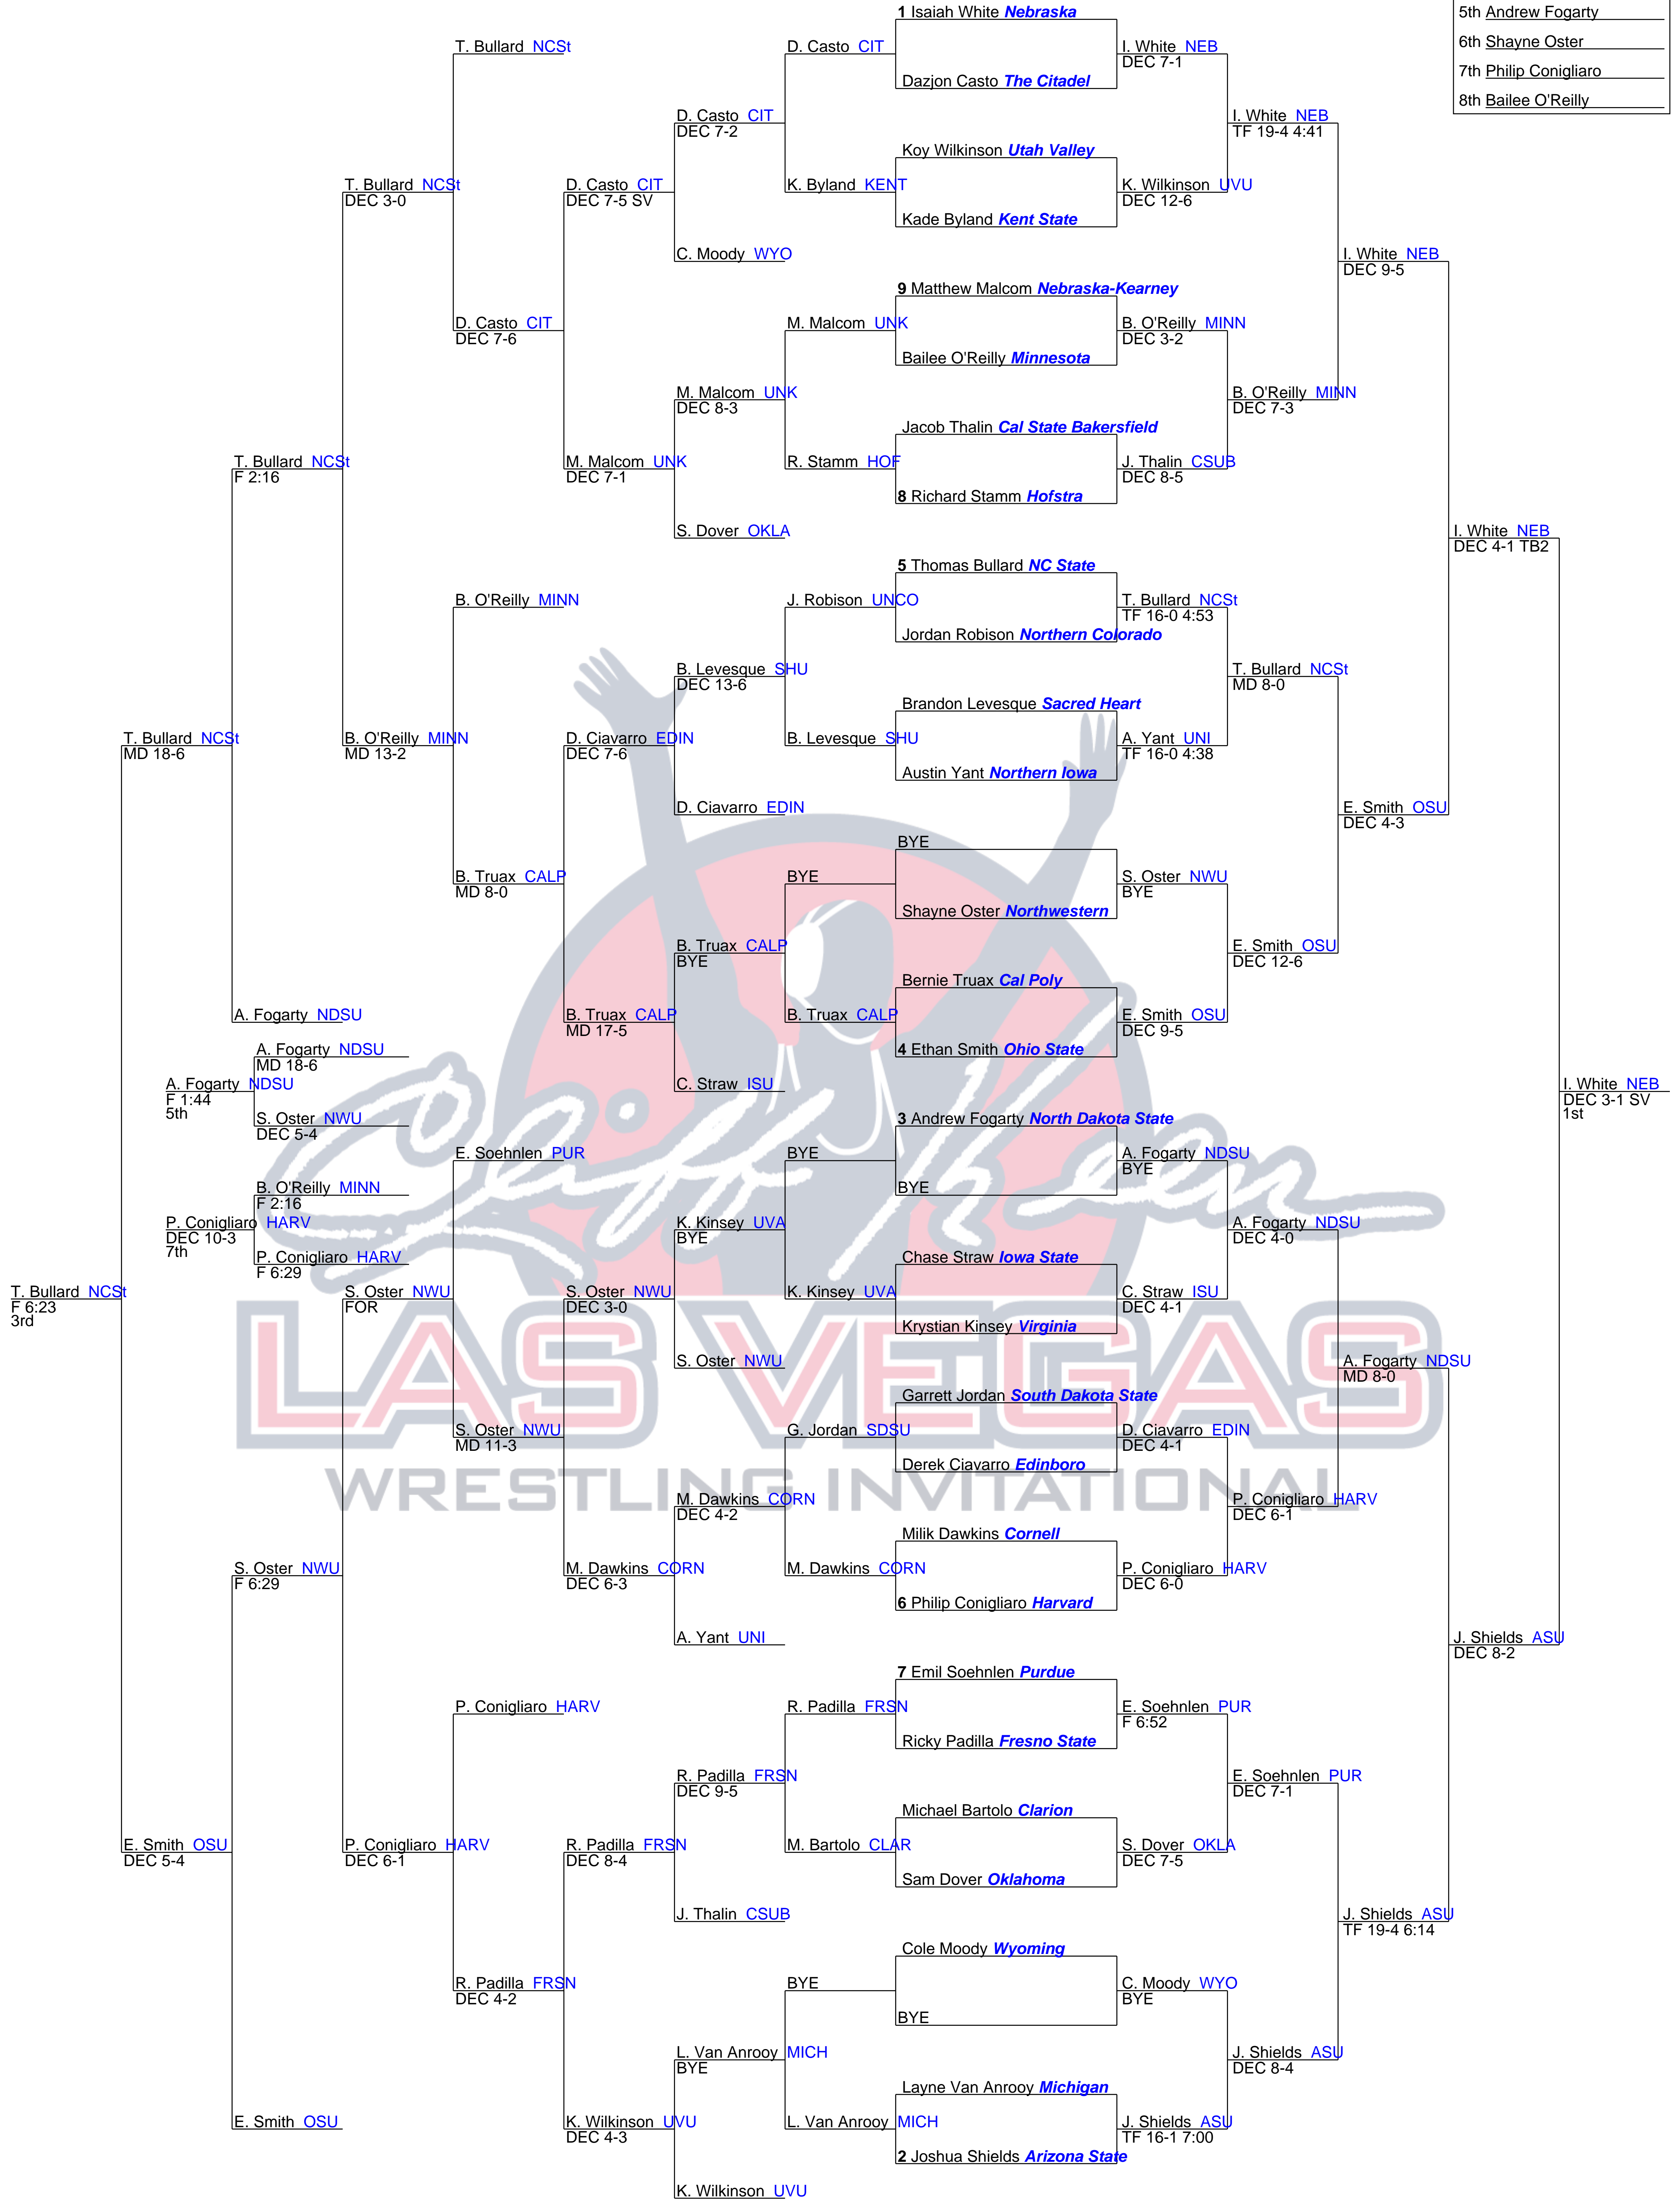 1 Isaiah White Nebraska
5th Andrew Fogarty
T. Bullard NCSt
D. Casto CIT
I. White NEB
DEC 7-1
6th Shayne Oster
7th Philip Conigliaro
Dazjon Casto The Citadel
8th Bailee O'Reilly
D. Casto CIT
DEC 7-2
I. White NEB
TF 19-4 4:41
Koy Wilkinson Utah Valley
T. Bullard NCSt
DEC 3-0
D. Casto CIT
DEC 7-5 SV
K. Byland KENT
K. Wilkinson UVU
DEC 12-6
Kade Byland Kent State
C. Moody WYO
I. White NEB
DEC 9-5
9 Matthew Malcom Nebraska-Kearney
D. Casto CIT
DEC 7-6
M. Malcom UNK
B. O'Reilly MINN
DEC 3-2
Bailee O'Reilly Minnesota
M. Malcom UNK
DEC 8-3
B. O'Reilly MINN
DEC 7-3
Jacob Thalin Cal State Bakersfield
T. Bullard NCSt
F 2:16
M. Malcom UNK
DEC 7-1
R. Stamm HOF
J. Thalin CSUB
DEC 8-5
8 Richard Stamm Hofstra
S. Dover OKLA
I. White NEB
DEC 4-1 TB2
5 Thomas Bullard NC State
B. O'Reilly MINN
J. Robison UNCO
T. Bullard NCSt
TF 16-0 4:53
Jordan Robison Northern Colorado
B. Levesque SHU
DEC 13-6
T. Bullard NCSt
MD 8-0
Brandon Levesque Sacred Heart
T. Bullard NCSt
MD 18-6
B. O'Reilly MINN
MD 13-2
D. Ciavarro EDIN
DEC 7-6
B. Levesque SHU
A. Yant UNI
TF 16-0 4:38
Austin Yant Northern Iowa
D. Ciavarro EDIN
E. Smith OSU
DEC 4-3
BYE
B. Truax CALP
MD 8-0
BYE
S. Oster NWU
BYE
Shayne Oster Northwestern
B. Truax CALP
BYE
E. Smith OSU
DEC 12-6
Bernie Truax Cal Poly
A. Fogarty NDSU
B. Truax CALP
MD 17-5
B. Truax CALP
E. Smith OSU
DEC 9-5
4 Ethan Smith Ohio State
A. Fogarty NDSU
MD 18-6
A. Fogarty NDSU
F 1:44
5th
C. Straw ISU
I. White NEB
DEC 3-1 SV
1st
S. Oster NWU
DEC 5-4
3 Andrew Fogarty North Dakota State
E. Soehnlen PUR
BYE
A. Fogarty NDSU
BYE
B. O'Reilly MINN
F 2:16
BYE
P. Conigliaro HARV
DEC 10-3
7th
K. Kinsey UVA
BYE
A. Fogarty NDSU
DEC 4-0
P. Conigliaro HARV
F 6:29
Chase Straw Iowa State
Cliff Keen
T. Bullard NCSt
F 6:23
3rd
S. Oster NWU
FOR
S. Oster NWU
DEC 3-0
K. Kinsey UVA
C. Straw ISU
DEC 4-1
Krystian Kinsey Virginia
LAS VEGAS
S. Oster NWU
A. Fogarty NDSU
MD 8-0
Garrett Jordan South Dakota State
S. Oster NWU
MD 11-3
G. Jordan SDSU
D. Ciavarro EDIN
DEC 4-1
Derek Ciavarro Edinboro
WRESTLING INVITATIONAL
M. Dawkins CORN
DEC 4-2
P. Conigliaro HARV
DEC 6-1
Milik Dawkins Cornell
S. Oster NWU
F 6:29
M. Dawkins CORN
DEC 6-3
M. Dawkins CORN
P. Conigliaro HARV
DEC 6-0
6 Philip Conigliaro Harvard
A. Yant UNI
J. Shields ASU
DEC 8-2
7 Emil Soehnlen Purdue
P. Conigliaro HARV
R. Padilla FRSN
E. Soehnlen PUR
F 6:52
Ricky Padilla Fresno State
R. Padilla FRSN
DEC 9-5
E. Soehnlen PUR
DEC 7-1
Michael Bartolo Clarion
E. Smith OSU
DEC 5-4
P. Conigliaro HARV
DEC 6-1
R. Padilla FRSN
DEC 8-4
M. Bartolo CLAR
S. Dover OKLA
DEC 7-5
Sam Dover Oklahoma
J. Thalin CSUB
J. Shields ASU
TF 19-4 6:14
Cole Moody Wyoming
R. Padilla FRSN
DEC 4-2
BYE
C. Moody WYO
BYE
BYE
L. Van Anrooy MICH
BYE
J. Shields ASU
DEC 8-4
Layne Van Anrooy Michigan
E. Smith OSU
K. Wilkinson UVU
DEC 4-3
L. Van Anrooy MICH
J. Shields ASU
TF 16-1 7:00
2 Joshua Shields Arizona State
K. Wilkinson UVU